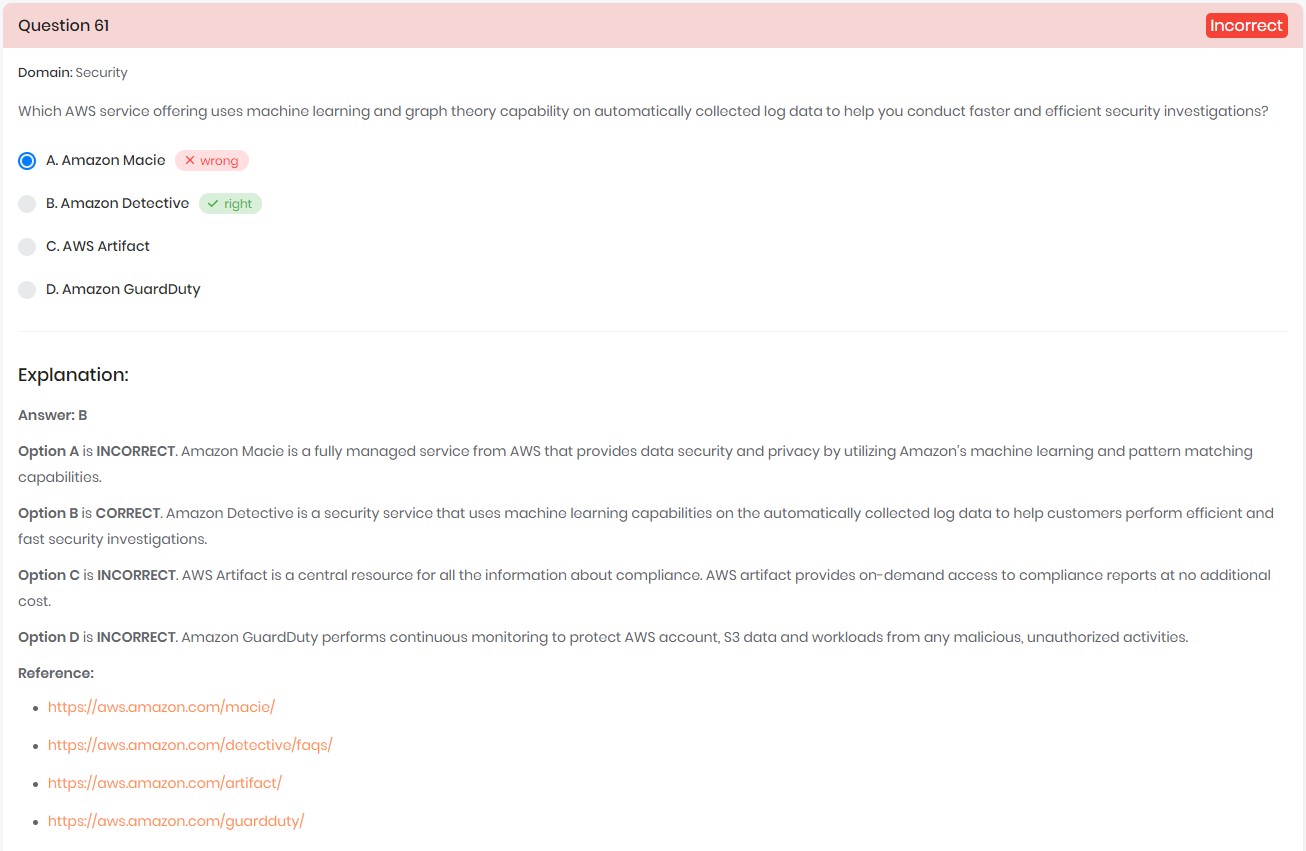 Question 61
Incorrect
Domain: Security
Which AWS service offering uses machine learning and graph theory capability on automatically collected log data to help you conduct faster and efficient security investigations?
A. Amazon Macie
wrong
B. Amazon Detective
right
C. AWS Artifact
D. Amazon GuardDuty
Explanation:
Answer: B
Option A is INCORRECT. Amazon Macie is a fully managed service from AWS that provides data security and privacy by utilizing Amazon's machine learning and pattern matching
capabilities.
Option B is CORRECT. Amazon Detective is a security service that uses machine learning capabilities on the automatically collected log data to help customers perform efficient and
fast security investigations.
Option C is INCORRECT. AWS Artifact is a central resource for all the information about compliance. AWS artifact provides on-demand access to compliance reports at no additional
cost.
Option D is INCORRECT. Amazon GuardDuty performs continuous monitoring to protect AWS account, S3 data and workloads from any malicious, unauthorized activities.
Reference:
https://aws.amazon.com/macie/
https://aws.amazon.com/detective/faqs/
https://aws.amazon.com/artifact/
https://aws.amazon.com/guardduty/